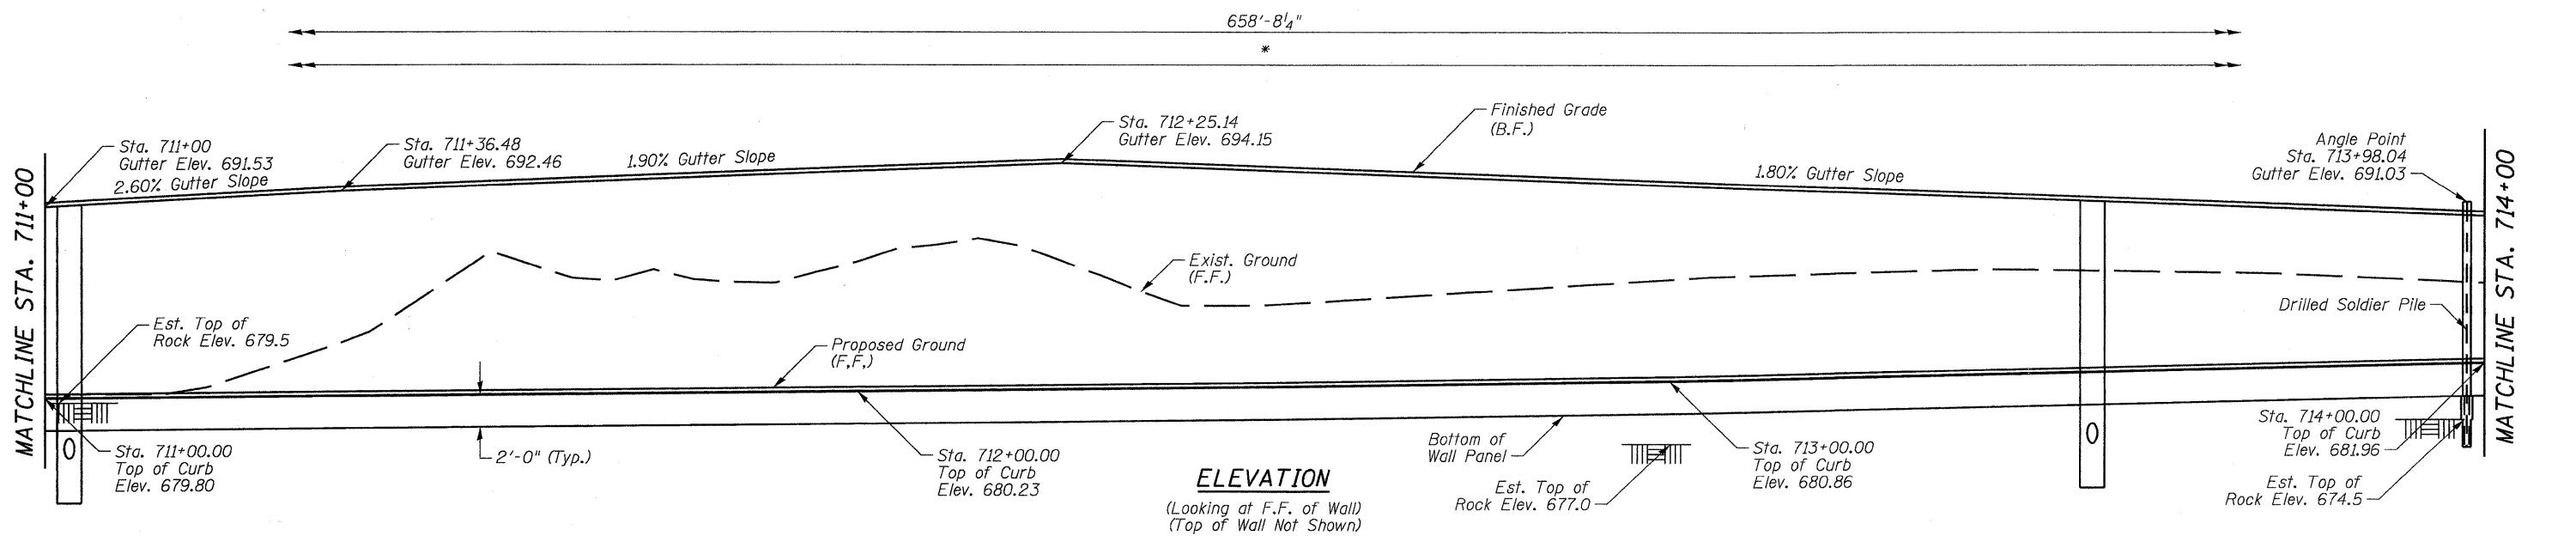 658'-8¼"
*
Sta. 711+00
Gutter Elev. 691.53
2.60% Gutter Slope
Sta. 711+36.48
Gutter Elev. 692.46
1.90% Gutter Slope
Sta. 712+25.14
Gutter Elev. 694.15
Finished Grade
(B.F.)
1.80% Gutter Slope
Angle Point
Sta. 713+98.04
Gutter Elev. 691.03
MATCHLINE STA. 711+00
MATCHLINE STA. 714+00
Exist. Ground
(F.F.)
Drilled Soldier Pile
Est. Top of
Rock Elev. 679.5
Proposed Ground
(F,F,)
Sta. 711+00.00
Top of Curb
Elev. 679.80
2'-0" (Typ.)
Sta. 712+00.00
Top of Curb
Elev. 680.23
Bottom of
Wall Panel
Est. Top of
Rock Elev. 677.0
Sta. 713+00.00
Top of Curb
Elev. 680.86
Sta. 714+00.00
Top of Curb
Elev. 681.96
Est. Top of
Rock Elev. 674.5
ELEVATION
(Looking at F.F. of Wall)
(Top of Wall Not Shown)